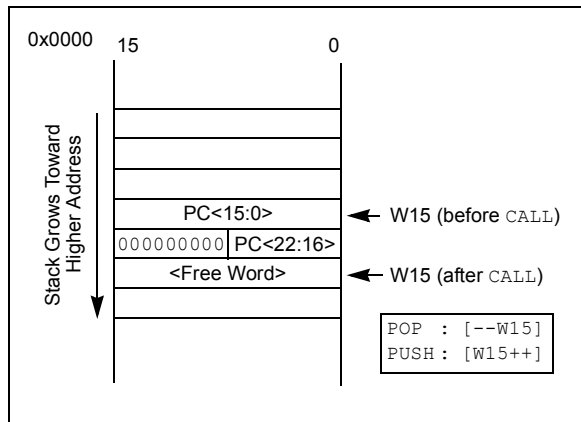 0x0000 15 0
Stack Grows Toward
Higher Address
PC<15:0> W15 (before CALL)
000000000 PC<22:16>
<Free Word> W15 (after CALL)
POP : [--W15]
PUSH : [W15++]